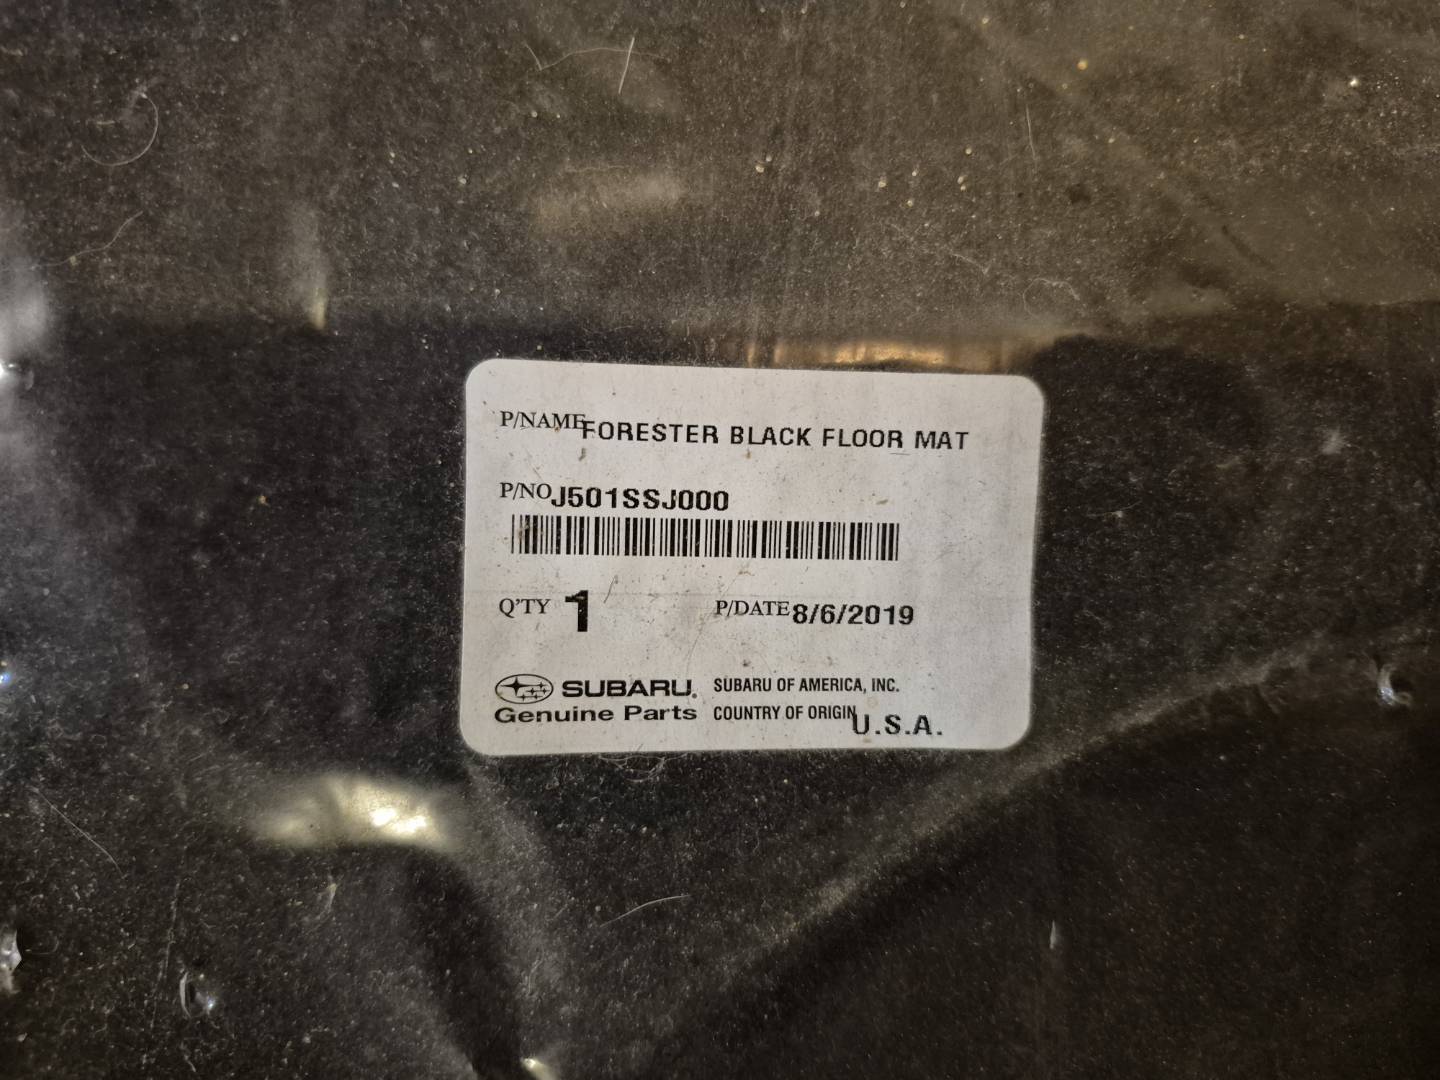 P/NAME FORESTER BLACK FLOOR MAT
P/NO J501SSJ000
Q'TY 1 P/DATE 8/6/2019
SUBARU. SUBARU OF AMERICA, INC.
Genuine Parts COUNTRY OF ORIGIN U.S.A.